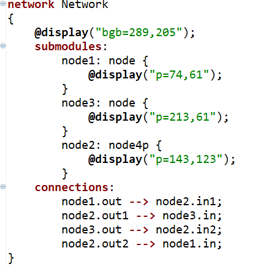 network Network
{
    @display("bgb=289,205");
    submodules:
        node1: node {
            @display("p=74,61");
        }
        node3: node {
            @display("p=213,61");
        }
        node2: node4p {
            @display("p=143,123");
        }
    connections:
        node1.out --> node2.in1;
        node2.out1 --> node3.in;
        node3.out --> node2.in2;
        node2.out2 --> node1.in;
}